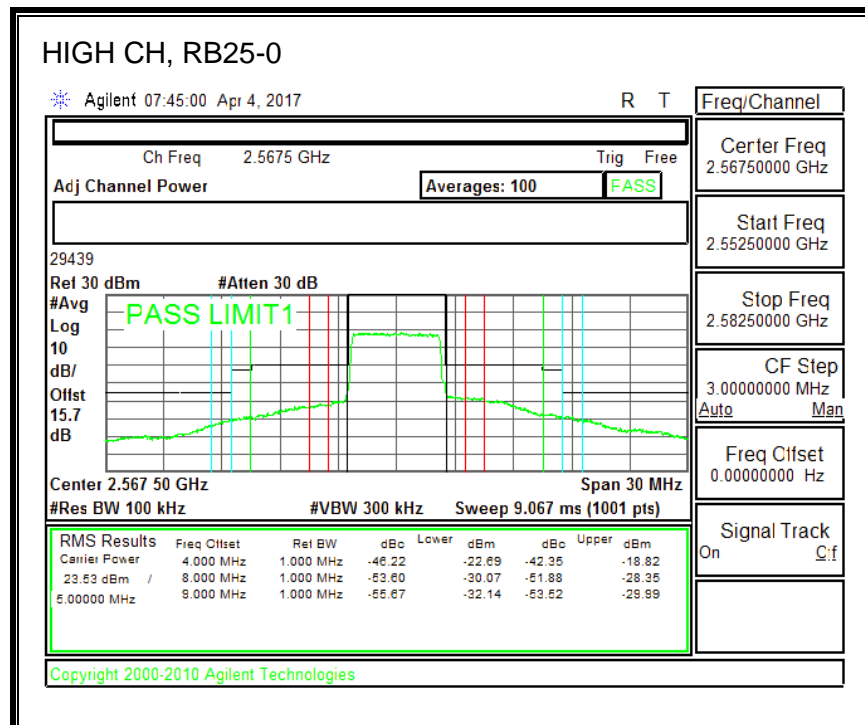 HIGH CH, RB25-0
Agilent 07:45:00 Apr 4, 2017 R T
Freq/Channel
Ch Freq 2.5675 GHz Trig Free
Adj Channel Power Averages: 100 PASS
29439
Ref 30 dBm #Atten 30 dB
#Avg
Log
10
dB/
Offst
15.7
dB
PASS LIMIT1
Center 2.567 50 GHz Span 30 MHz
#Res BW 100 kHz #VBW 300 kHz Sweep 9.067 ms (1001 pts)
RMS Results Freq Offset Ref BW dBc Lower dBm dBc Upper dBm
Carrier Power 4.000 MHz 1.000 MHz -46.22 -22.69 -42.35 -18.82
23.53 dBm / 8.000 MHz 1.000 MHz -53.60 -30.07 -51.88 -28.35
5.00000 MHz 9.000 MHz 1.000 MHz -55.67 -32.14 -53.52 -29.99
Center Freq
2.56750000 GHz
Start Freq
2.55250000 GHz
Stop Freq
2.58250000 GHz
CF Step
3.00000000 MHz
Auto Man
Freq Offset
0.00000000 Hz
Signal Track
On Off
Copyright 2000-2010 Agilent Technologies